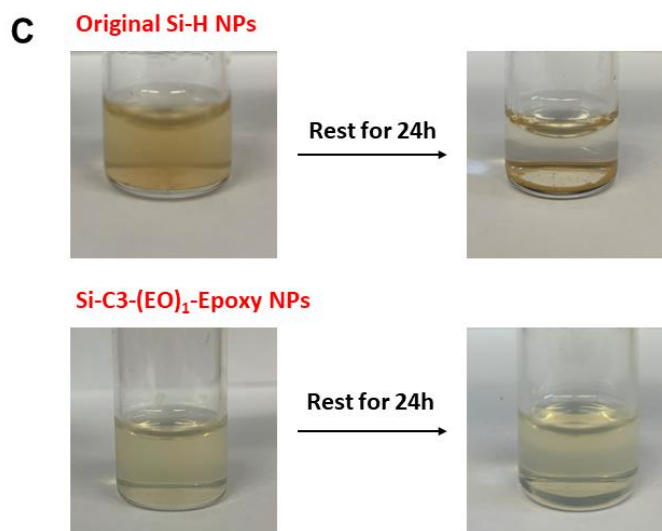 C
Original Si-H NPs
Rest for 24h
Si-C3-(EO)₁-Epoxy NPs
Rest for 24h